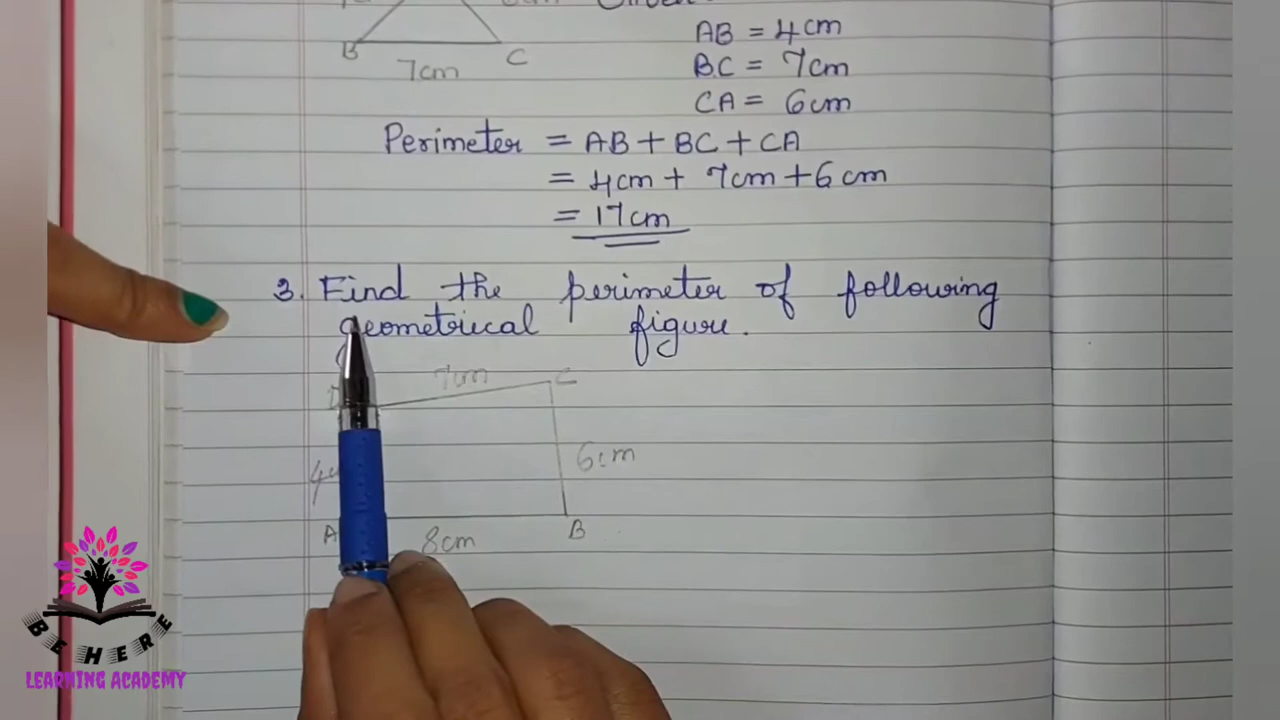 AB = 4cm
B
C
7cm
BC = 7cm
CA = 6cm
Perimeter = AB + BC + CA
= 4cm + 7cm + 6cm
= 17cm
3. Find the perimeter of following
geometrical figure.
7cm
C
6cm
A
8cm
B
BE HERE
LEARNING ACADEMY